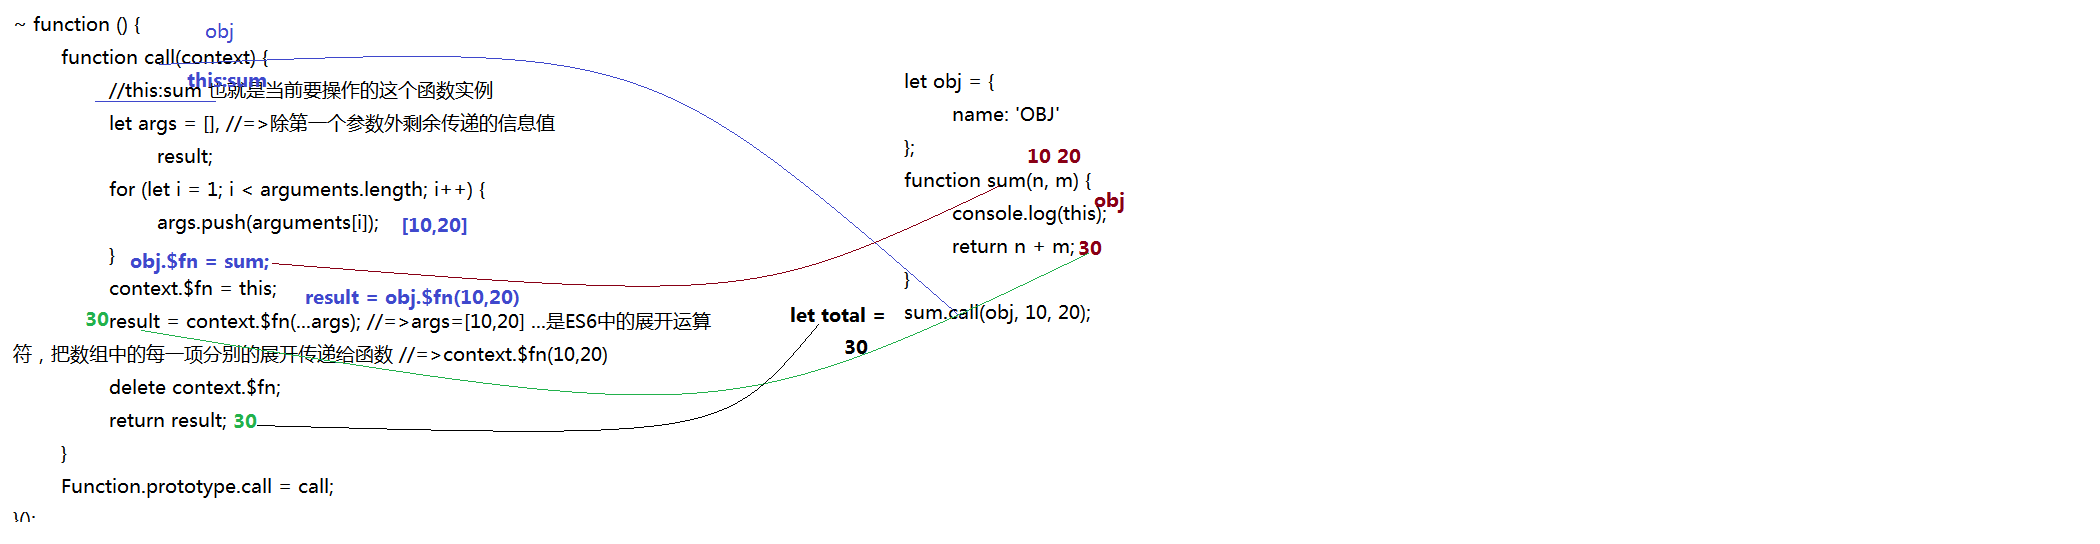 ~ function () {
obj
function call(context) {
this:sum
//this:sum 也就是当前要操作的这个函数实例
let args = [], //=>除第一个参数外剩余传递的信息值
result;
for (let i = 1; i < arguments.length; i++) {
args.push(arguments[i]); [10,20]
}
obj.$fn = sum;
context.$fn = this;
result = obj.$fn(10,20)
30 result = context.$fn(...args); //=>args=[10,20] ...是ES6中的展开运算
符，把数组中的每一项分别的展开传递给函数 //=>context.$fn(10,20)
delete context.$fn;
return result; 30
}
Function.prototype.call = call;
}();
let obj = {
name: 'OBJ'
};
10 20
function sum(n, m) {
obj
console.log(this);
return n + m; 30
}
let total = sum.call(obj, 10, 20);
30